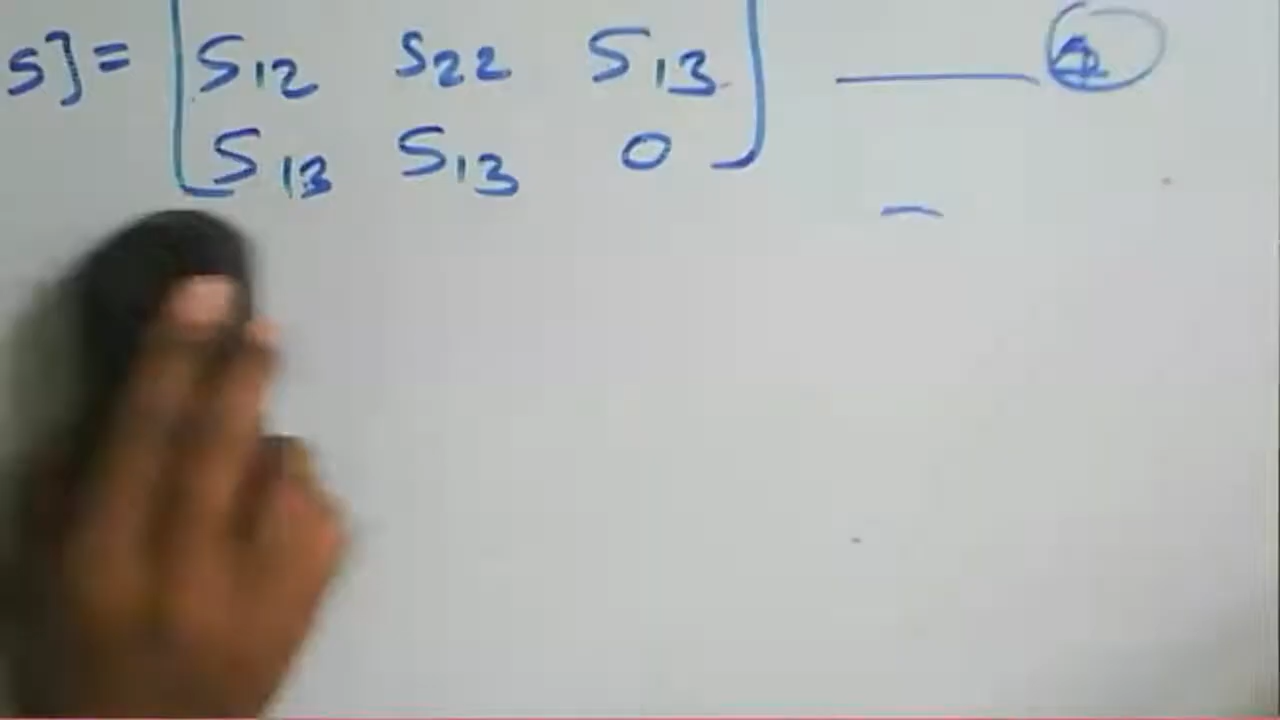 S] = [ S12 S22 S13 ]
S13 S13 0